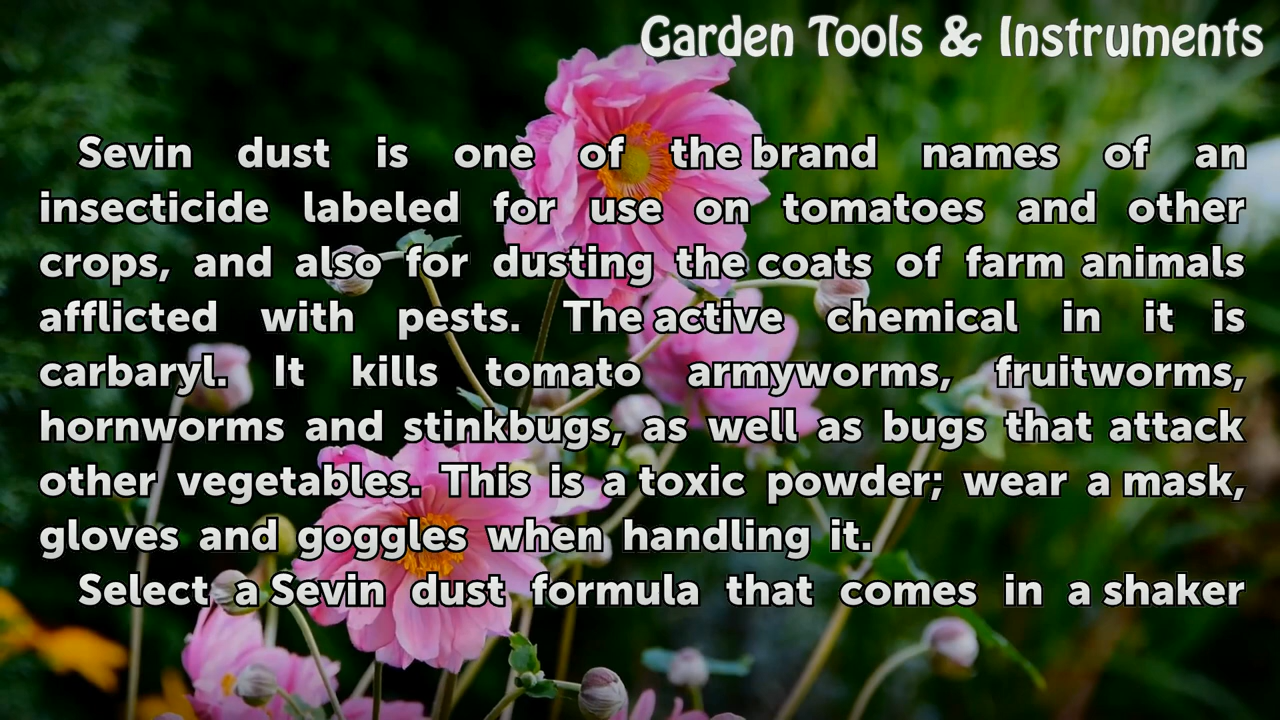 Garden Tools & Instruments
Sevin dust is one of the brand names of an
insecticide labeled for use on tomatoes and other
crops, and also for dusting the coats of farm animals
afflicted with pests. The active chemical in it is
carbaryl. It kills tomato armyworms, fruitworms,
hornworms and stinkbugs, as well as bugs that attack
other vegetables. This is a toxic powder; wear a mask,
gloves and goggles when handling it.
Select a Sevin dust formula that comes in a shaker